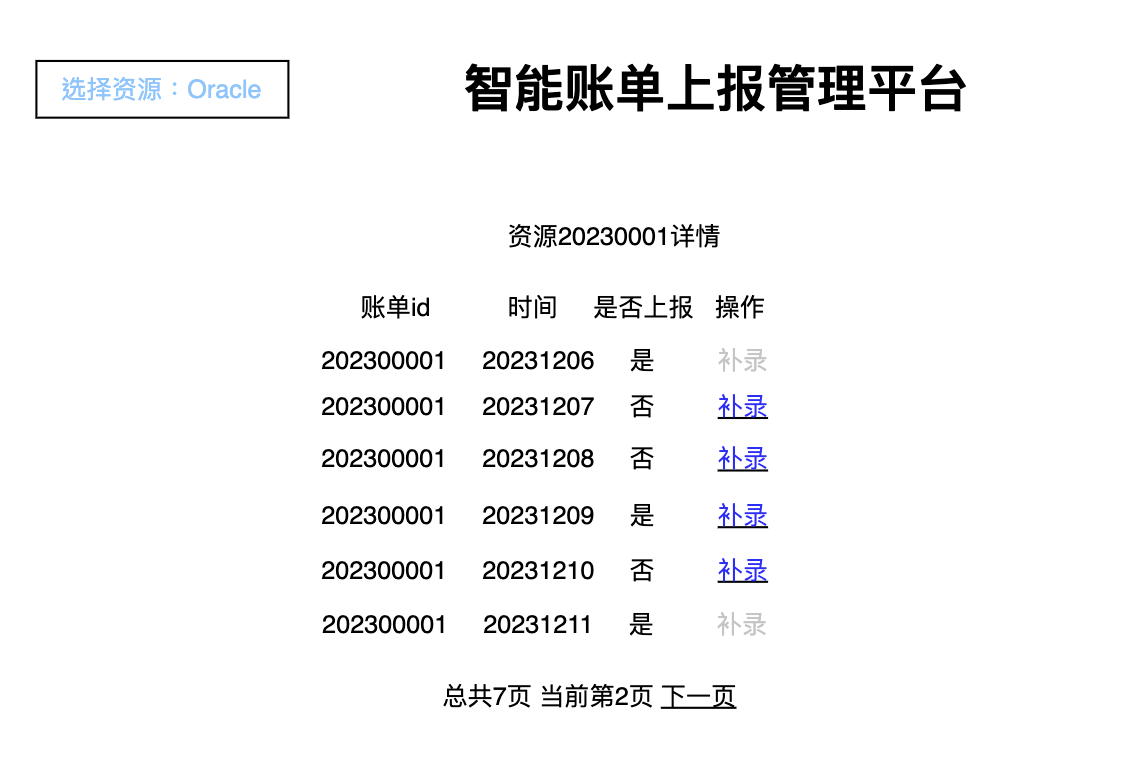 选择资源：Oracle
智能账单上报管理平台
资源20230001详情
账单id 时间 是否上报 操作
202300001 20231206 是 补录
202300001 20231207 否 补录
202300001 20231208 否 补录
202300001 20231209 是 补录
202300001 20231210 否 补录
202300001 20231211 是 补录
总共7页 当前第2页 下一页